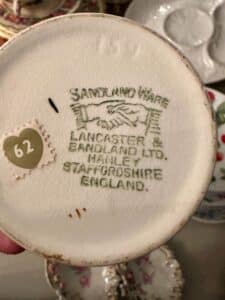 SANDLAND WARE
LANCASTER &
SANDLAND LTD.
HANLEY
STAFFORDSHIRE
ENGLAND.
62